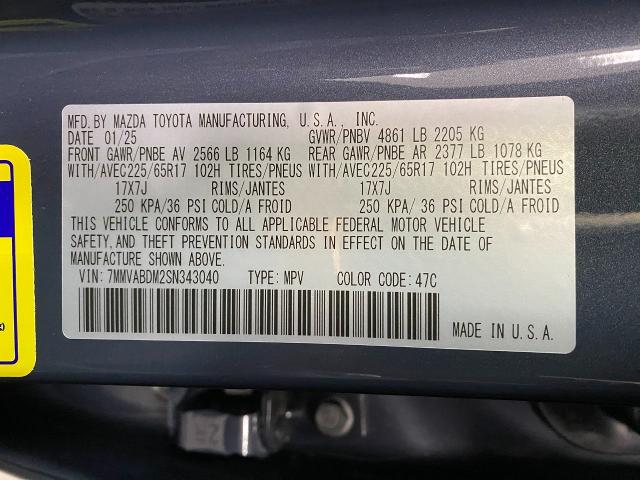 MFD. BY MAZDA TOYOTA MANUFACTURING, U.S.A., INC.
DATE 01/25 GVWR/PNBV 4861 LB 2205 KG
FRONT GAWR/PNBE AV 2566 LB 1164 KG REAR GAWR/PNBE AR 2377 LB 1078 KG
WITH/AVEC225/65R17 102H TIRES/PNEUS WITH/AVEC225/65R17 102H TIRES/PNEUS
17X7J RIMS/JANTES 17X7J RIMS/JANTES
250 KPA/36 PSI COLD/A FROID 250 KPA/ 36 PSI COLD/A FROID
THIS VEHICLE CONFORMS TO ALL APPLICABLE FEDERAL MOTOR VEHICLE
SAFETY, AND THEFT PREVENTION STANDARDS IN EFFECT ON THE DATE OF
MANUFACTURE SHOWN ABOVE.
VIN: 7MMVABDM2SN343040 TYPE: MPV COLOR CODE: 47C
MADE IN U.S.A.